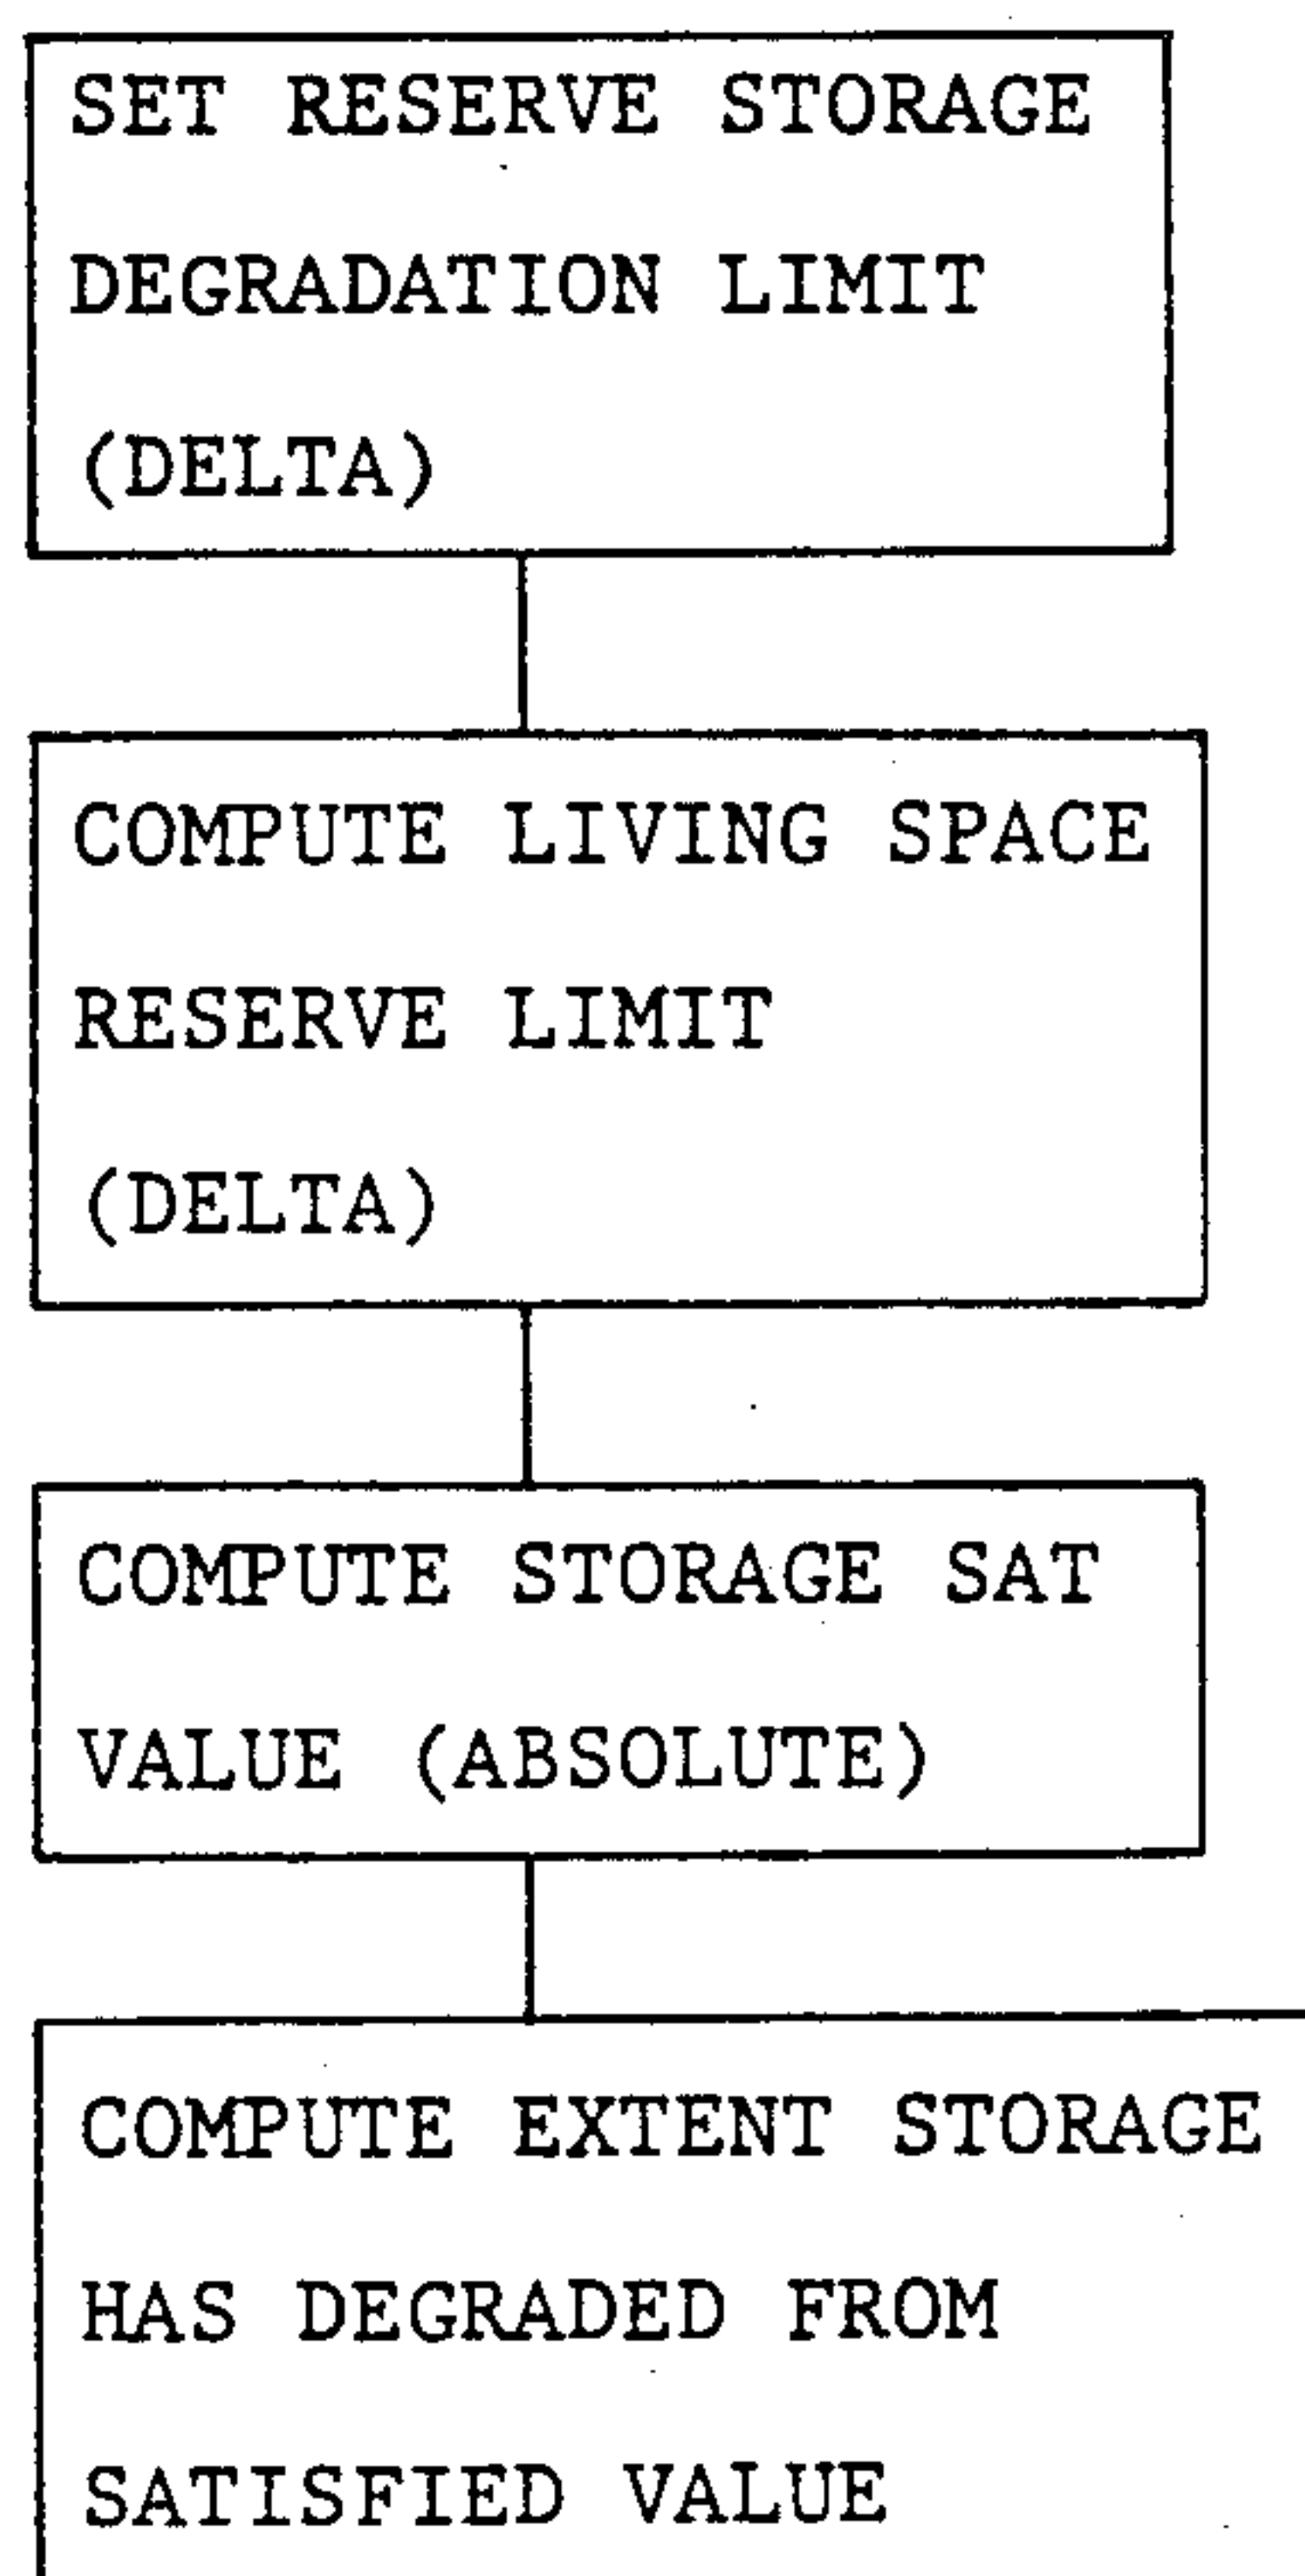 SET RESERVE STORAGE
DEGRADATION LIMIT
(DELTA)
COMPUTE LIVING SPACE
RESERVE LIMIT
(DELTA)
COMPUTE STORAGE SAT
VALUE (ABSOLUTE)
COMPUTE EXTENT STORAGE
HAS DEGRADED FROM
SATISFIED VALUE